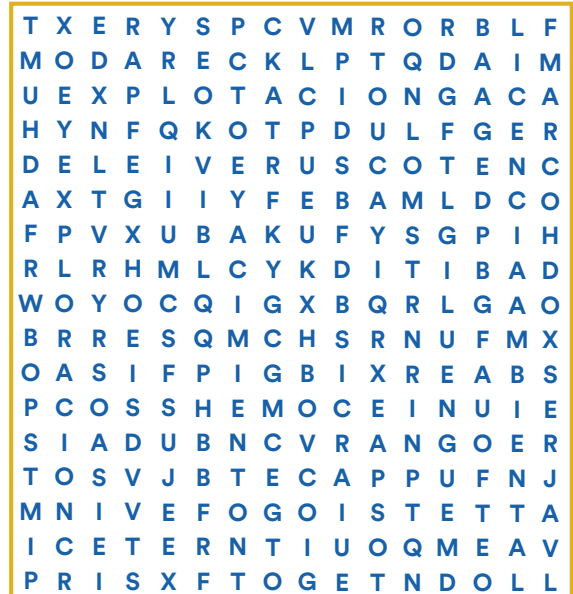 T X E R Y S P C V M R O R B L F
M O D A R E C K L P T Q D A I M
U E X P L O T A C I O N G A C A
H Y N F Q K O T P D U L F G E R
D E L E I V E R U S C O T E N C
A X T G I I Y F E B A M L D C O
F P V X U B A K U F Y S G P I H
R L R H M L C Y K D I T I B A D
W O Y O C Q I G X B Q R L G A O
B R R E S Q M C H S R N U F M X
O A S I F P I G B I X R E A B S
P C O S S H E M O C E I N U I E
S I A D U B N C V R A N G O E R
T O S V J B T E C A P P U F N J
M N I V E F O G O I S T E T T A
I C E T E R N T I U O Q M E A V
P R I S X F T O G E T N D O L L